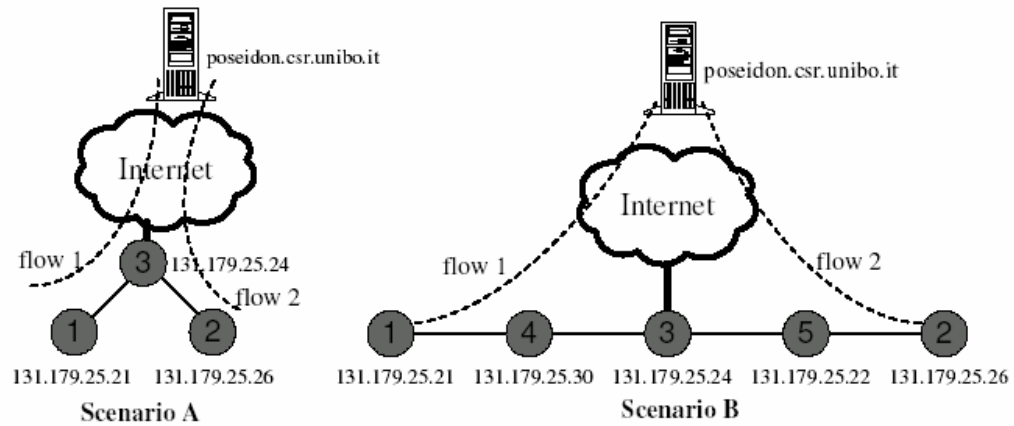 poseidon.csr.unibo.it
Internet
flow 1
3
131.179.25.24
flow 2
1
2
131.179.25.21
131.179.25.26
Scenario A
poseidon.csr.unibo.it
Internet
flow 1
flow 2
1
4
3
5
2
131.179.25.21
131.179.25.30
131.179.25.24
131.179.25.22
131.179.25.26
Scenario B